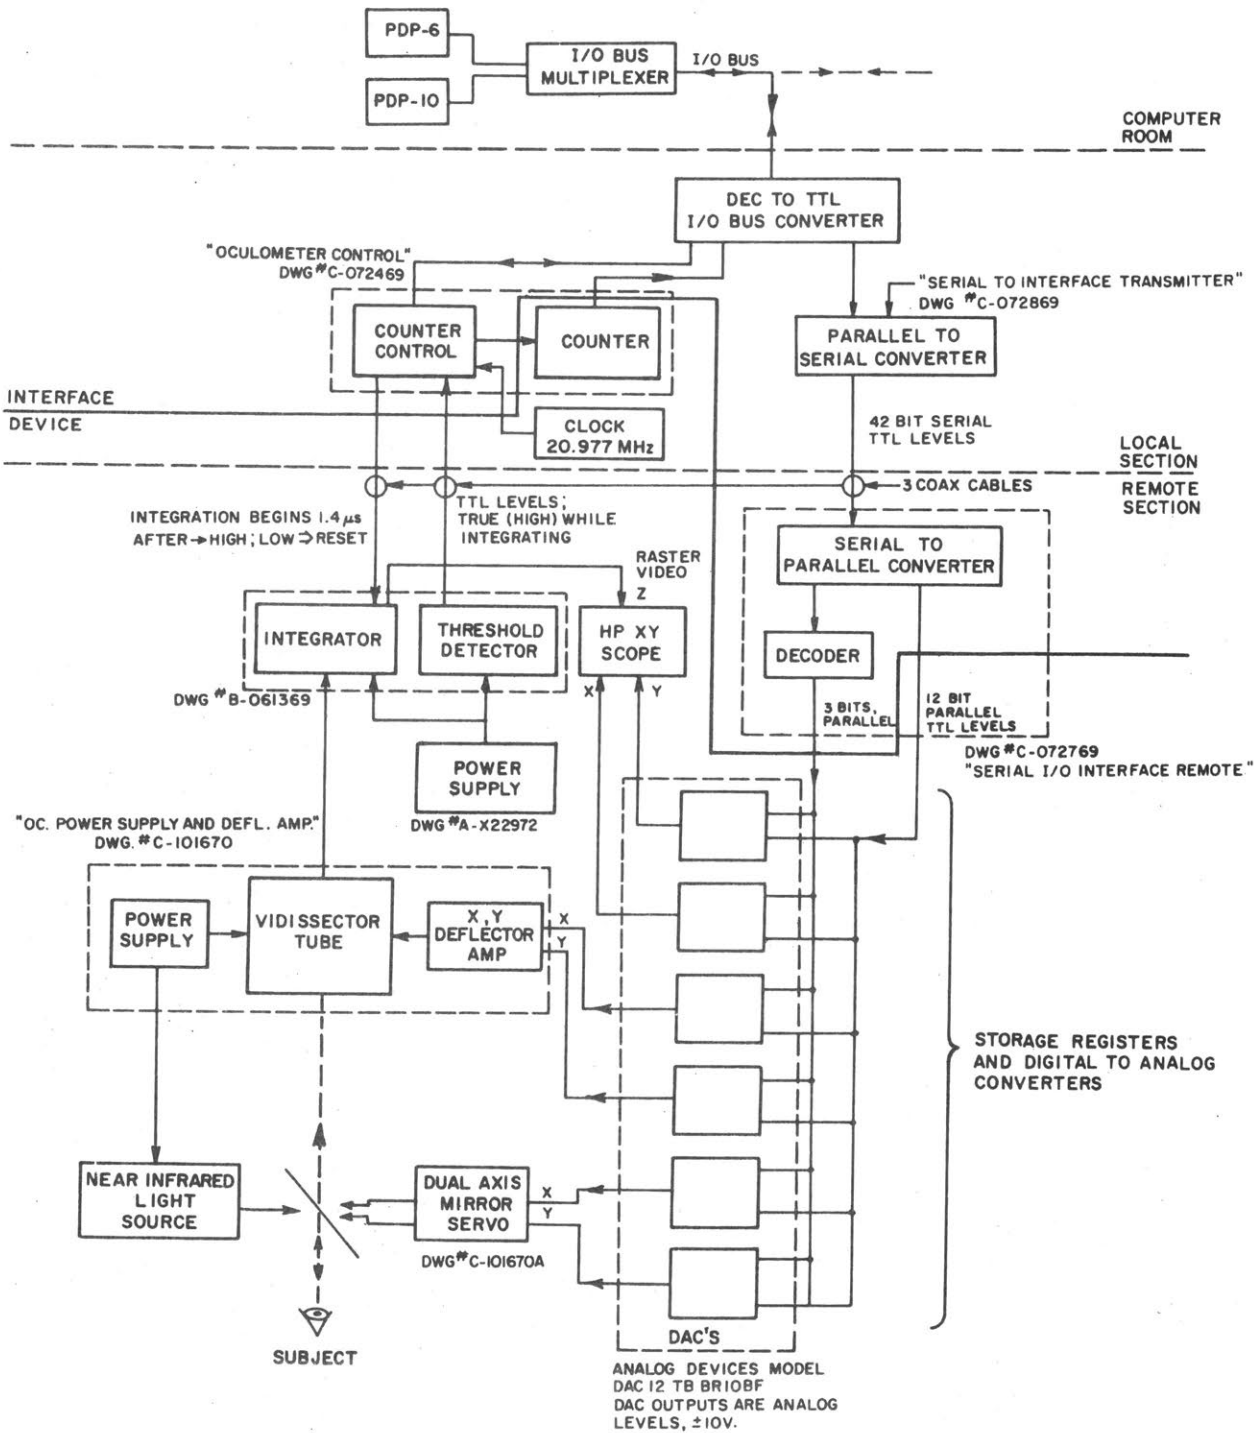 PDP-6
I/O BUS
MULTIPLEXER
I/O BUS
PDP-10
COMPUTER
ROOM
DEC TO TTL
I/O BUS CONVERTER
"OCULOMETER CONTROL"
DWG #C-072469
"SERIAL TO INTERFACE TRANSMITTER"
DWG #C-072869
COUNTER
CONTROL
COUNTER
PARALLEL TO
SERIAL CONVERTER
INTERFACE
DEVICE
CLOCK
20.977 MHz
42 BIT SERIAL
TTL LEVELS
LOCAL
SECTION
REMOTE
SECTION
3 COAX CABLES
INTEGRATION BEGINS 1.4 μs
AFTER → HIGH; LOW ⇒ RESET
TTL LEVELS;
TRUE (HIGH) WHILE
INTEGRATING
SERIAL TO
PARALLEL CONVERTER
RASTER
VIDEO
Z
INTEGRATOR
THRESHOLD
DETECTOR
HP XY
SCOPE
DECODER
X
Y
DWG #B-061369
3 BITS,
PARALLEL
12 BIT
PARALLEL
TTL LEVELS
DWG #C-072769
"SERIAL I/O INTERFACE REMOTE"
POWER
SUPPLY
DWG #A-X22972
"OC. POWER SUPPLY AND DEFL. AMP."
DWG. #C-101670
POWER
SUPPLY
VIDISSECTOR
TUBE
X, Y
DEFLECTOR
AMP
X
Y
STORAGE REGISTERS
AND DIGITAL TO ANALOG
CONVERTERS
NEAR INFRARED
LIGHT
SOURCE
DUAL AXIS
MIRROR
SERVO
X
Y
DWG #C-101670A
SUBJECT
DAC'S
ANALOG DEVICES MODEL
DAC 12 TB BR10BF
DAC OUTPUTS ARE ANALOG
LEVELS, ±10V.